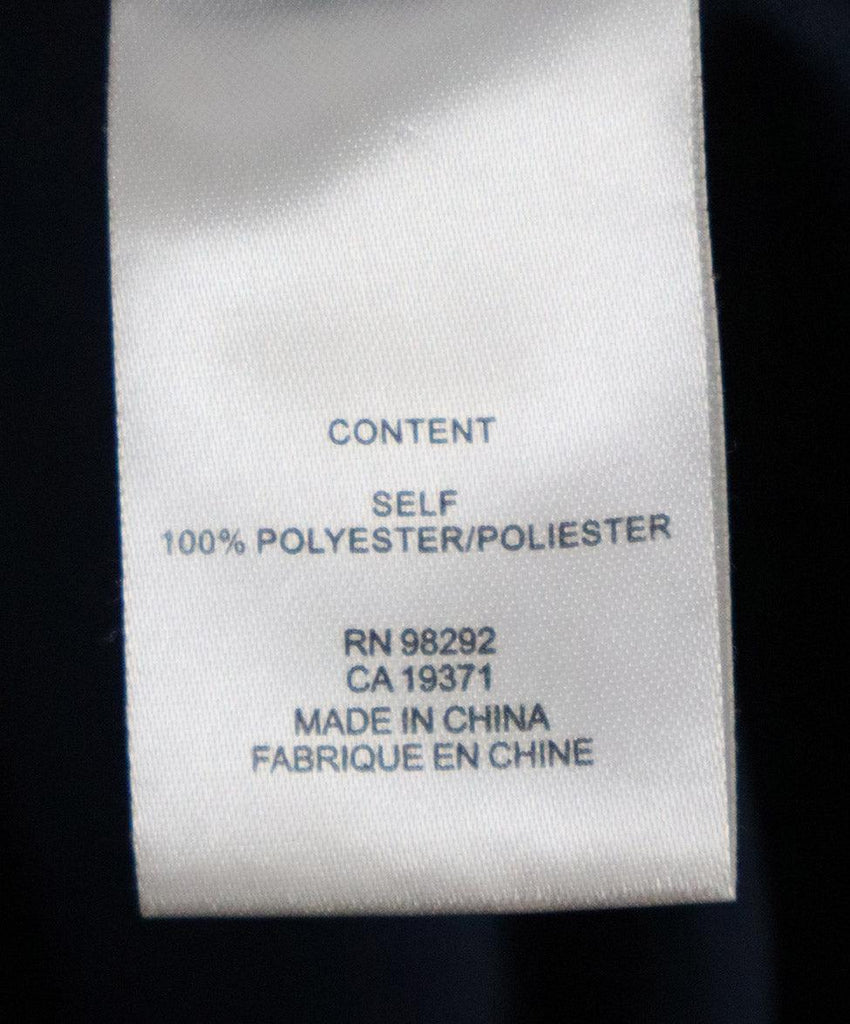 CONTENT
SELF
100% POLYESTER/POLIESTER
RN 98292
CA 19371
MADE IN CHINA
FABRIQUE EN CHINE